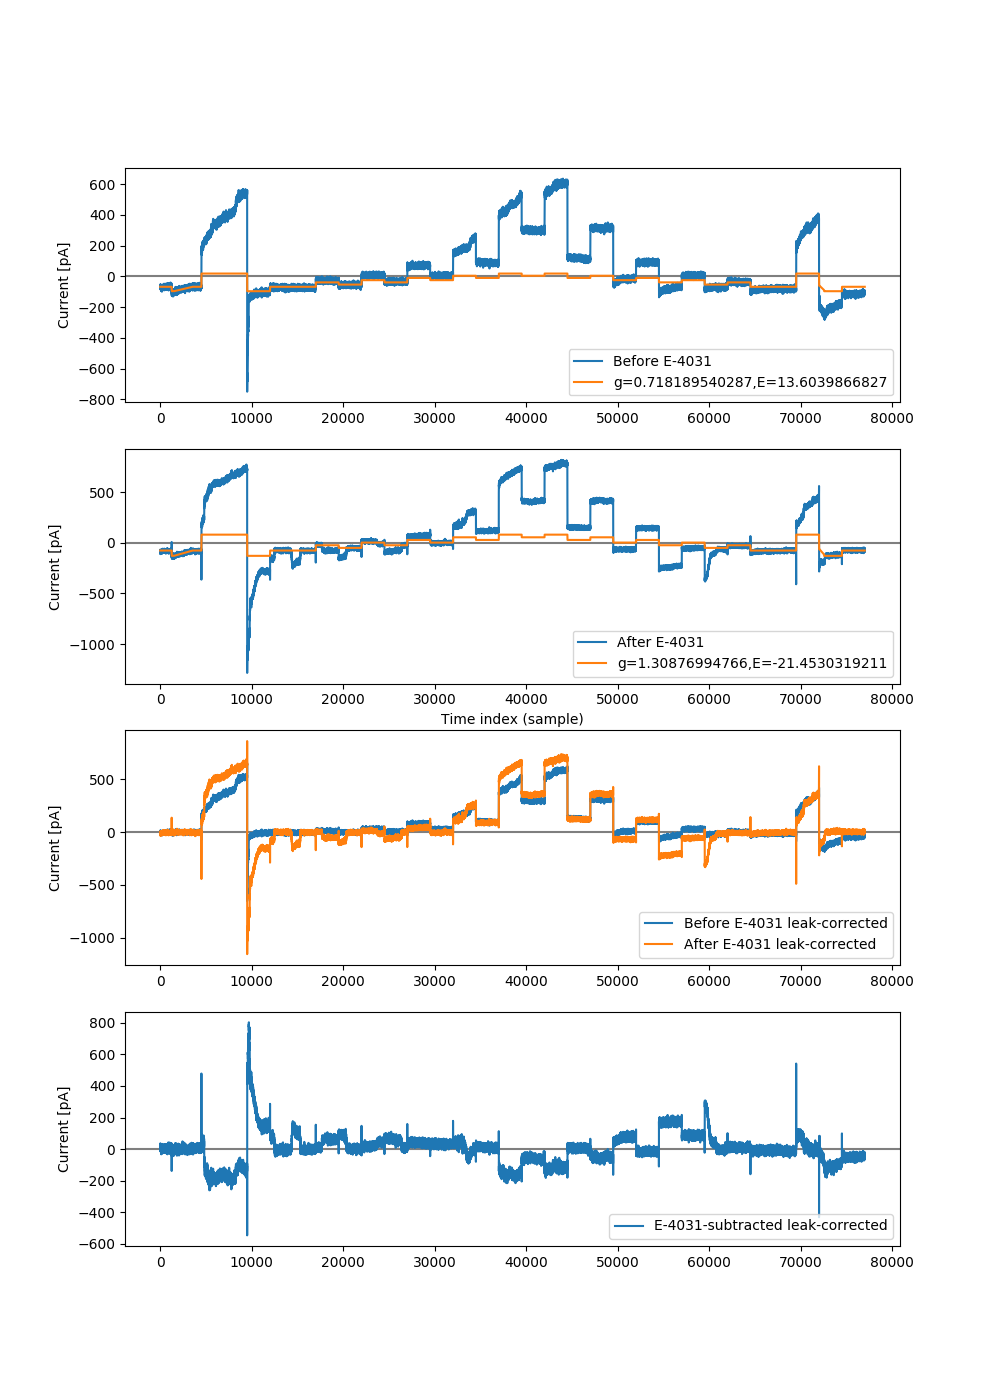 600
400
200
0
−200
−400
−600
−800
Current [pA]
Before E-4031
g=0.718189540287,E=13.6039866827
0 10000 20000 30000 40000 50000 60000 70000 80000
500
0
−500
−1000
Current [pA]
After E-4031
g=1.30876994766,E=-21.4530319211
0 10000 20000 30000 40000 50000 60000 70000 80000
Time index (sample)
500
0
−500
−1000
Current [pA]
Before E-4031 leak-corrected
After E-4031 leak-corrected
0 10000 20000 30000 40000 50000 60000 70000 80000
800
600
400
200
0
−200
−400
−600
Current [pA]
E-4031-subtracted leak-corrected
0 10000 20000 30000 40000 50000 60000 70000 80000